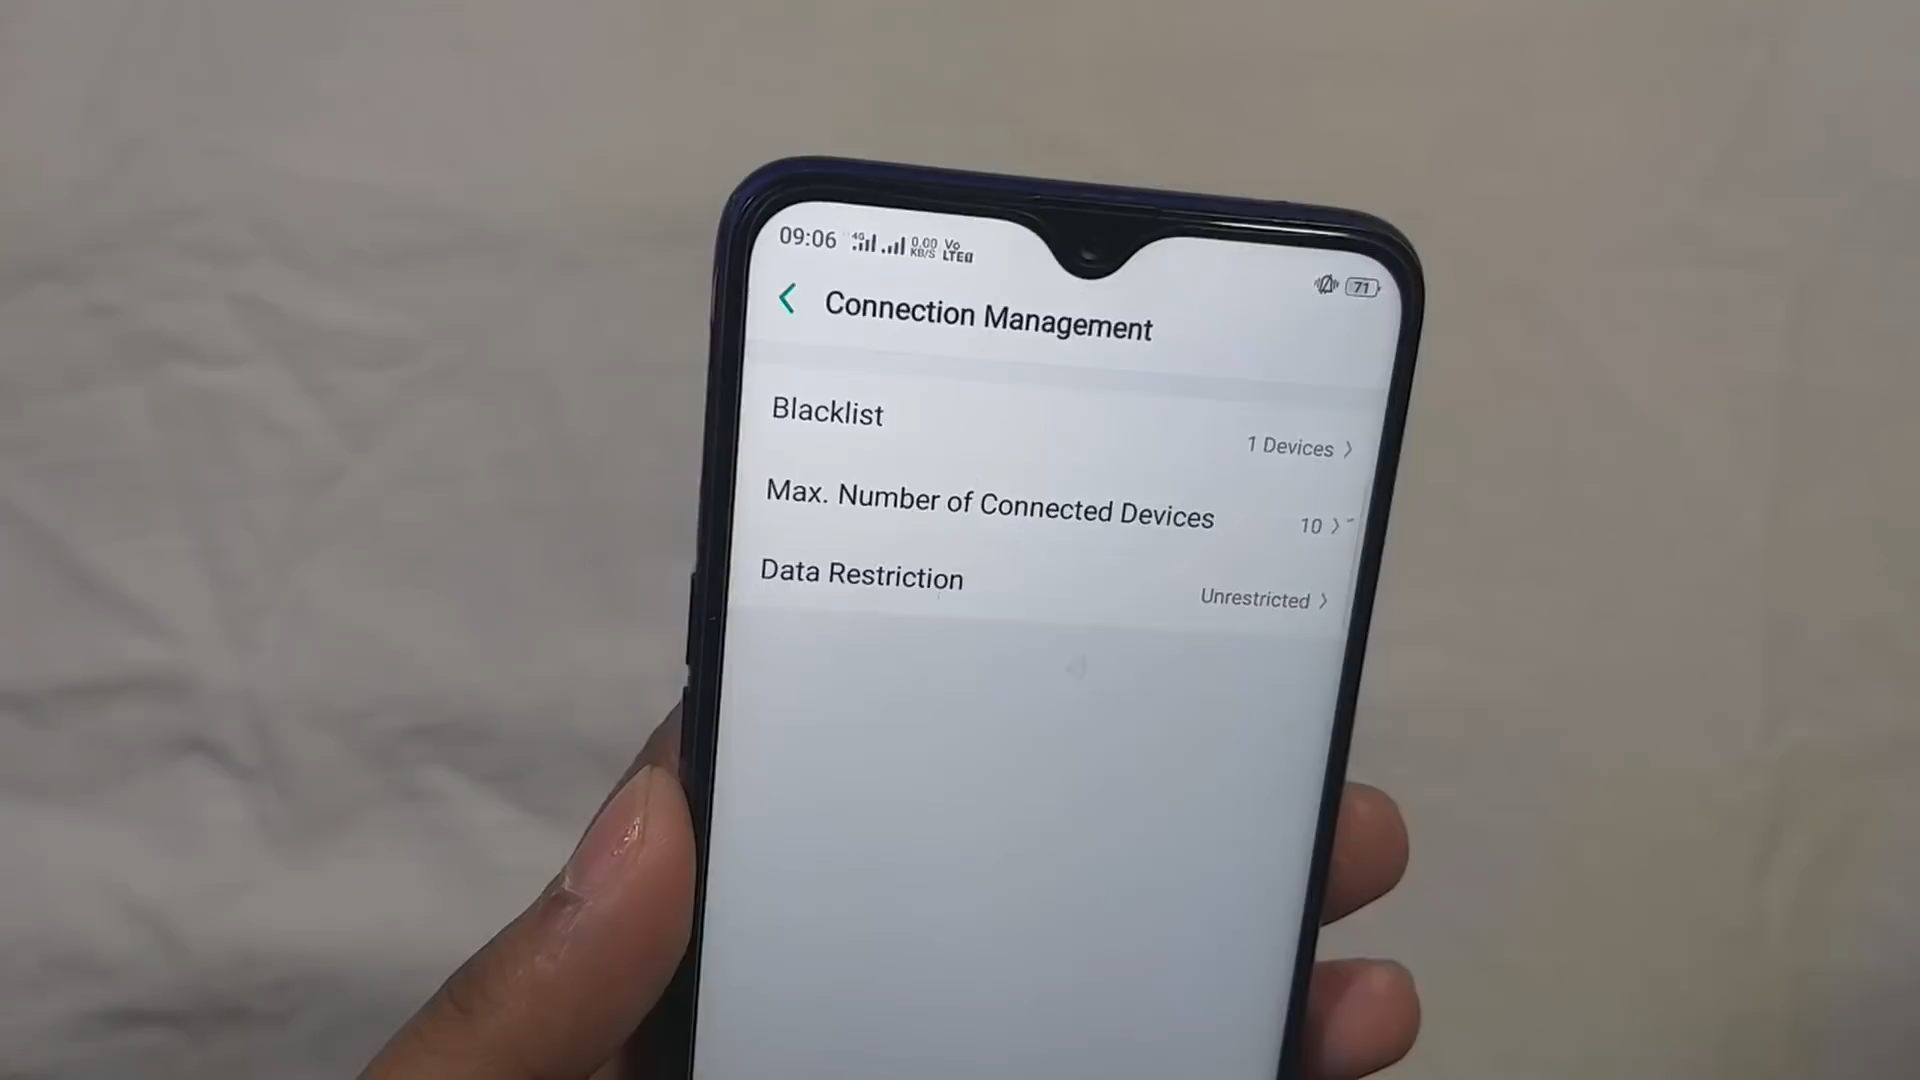 09:06 4G 0.00 KB/S Vo LTE 71
Connection Management
Blacklist
1 Devices
Max. Number of Connected Devices
10
Data Restriction
Unrestricted